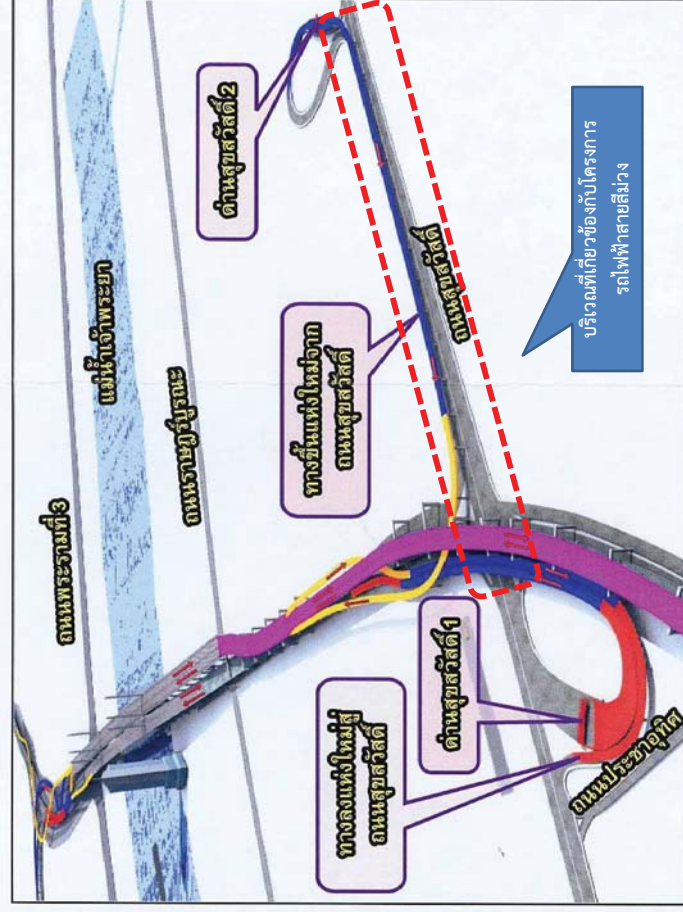 ถนนพระรามที่ 3
แม่น้ำเจ้าพระยา
ถนนราษฎร์บูรณะ
ด่านสุขสวัสดิ์ 2
ทางขึ้นแห่งใหม่จาก
ถนนสุขสวัสดิ์
ถนนสุขสวัสดิ์
บริเวณที่เกี่ยวข้องกับโครงการ
รถไฟฟ้าสายสีม่วง
ทางลงแห่งใหม่สู่
ถนนสุขสวัสดิ์
ด่านสุขสวัสดิ์ 1
ถนนประชาอุทิศ